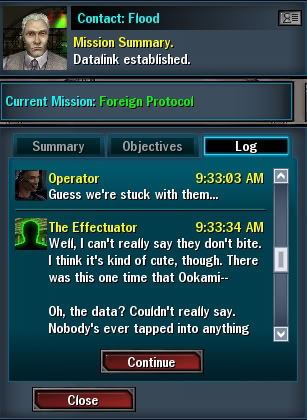 Contact: Flood
Mission Summary.
Datalink established.
Current Mission: Foreign Protocol
Summary
Objectives
Log
Operator 9:33:03 AM
Guess we're stuck with them...
The Effectuator 9:33:34 AM
Well, I can't really say they don't bite.
I think it's kind of cute, though. There
was this one time that Ookami--
Oh, the data? Couldn't really say.
Nobody's ever tapped into anything
Continue
Close